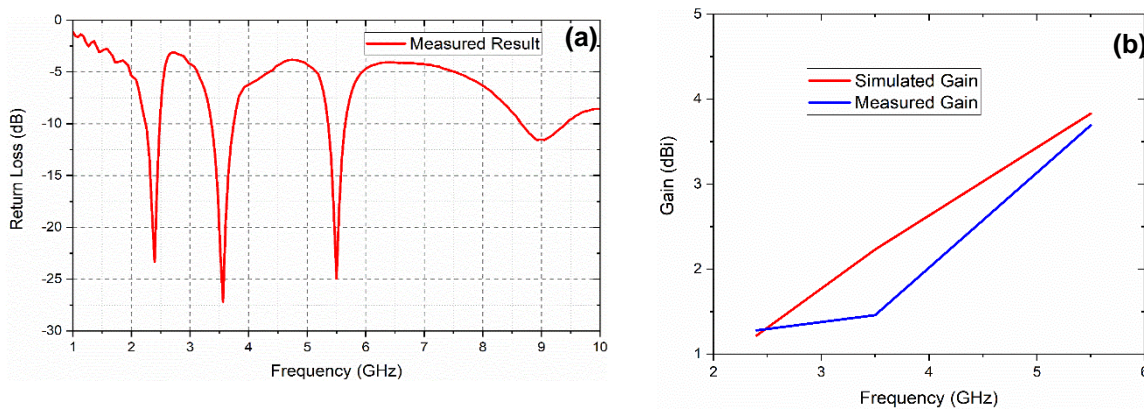 Measured Result
(a)
0
-5
-10
-15
-20
-25
-30
Return Loss (dB)
1 2 3 4 5 6 7 8 9 10
Frequency (GHz)
(b)
Simulated Gain
Measured Gain
5
4
3
2
1
Gain (dBi)
2 3 4 5 6
Frequency (GHz)